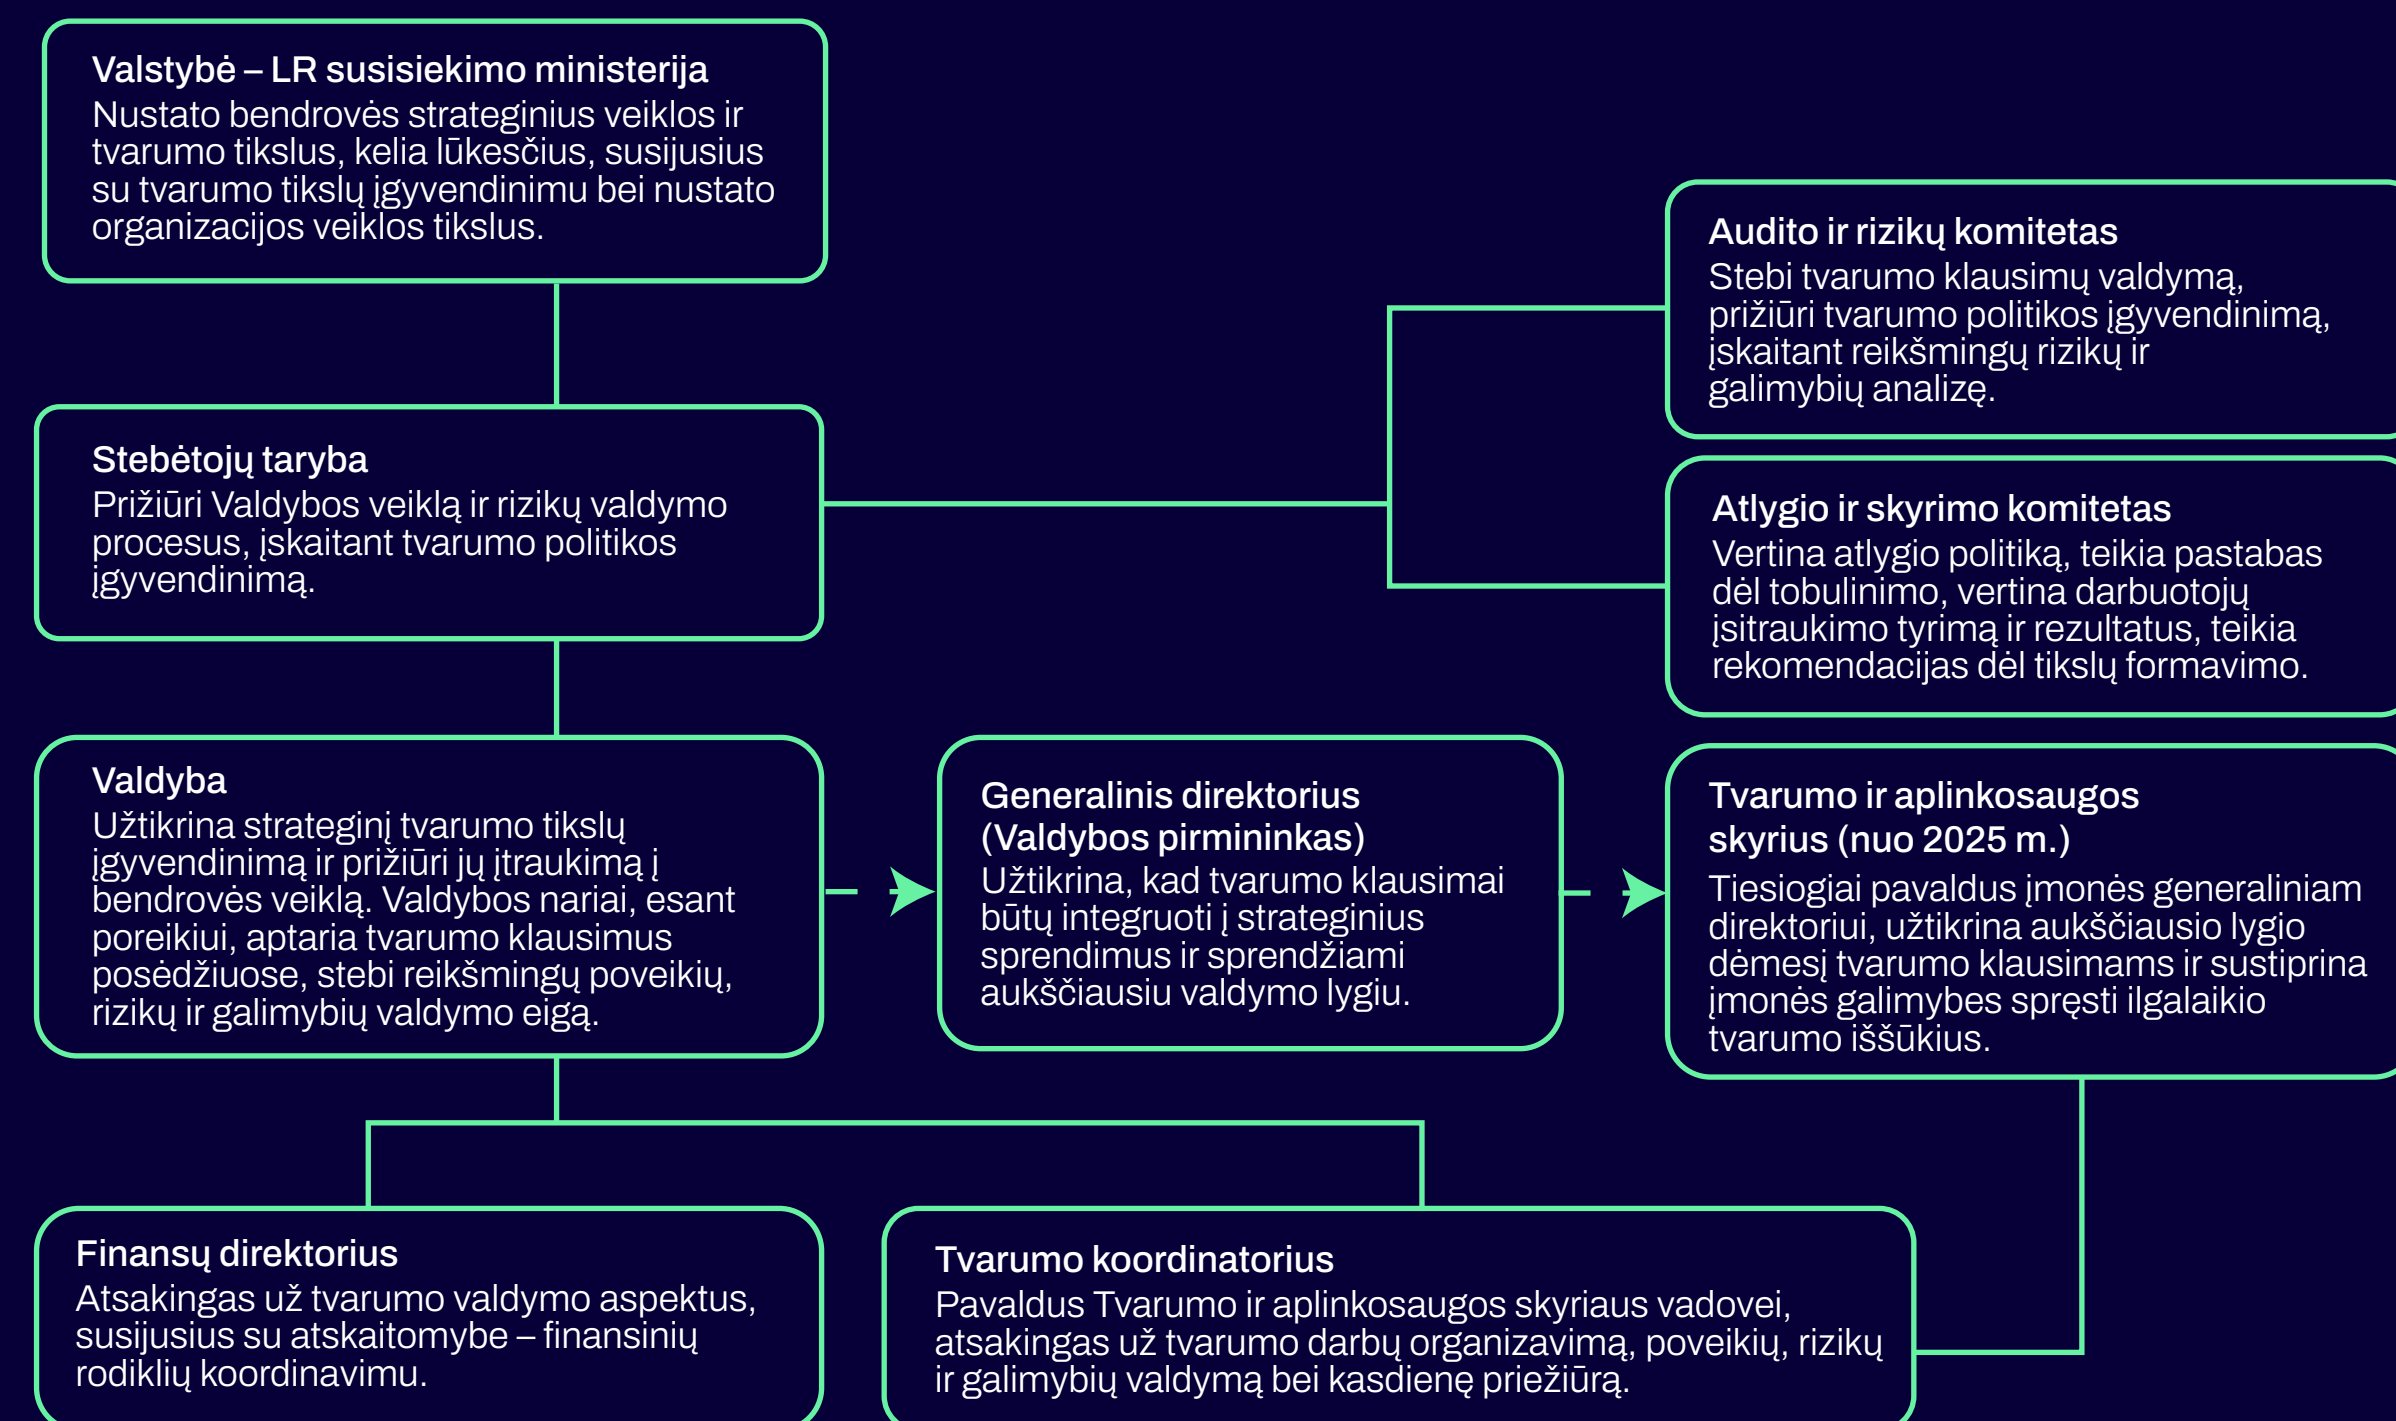 Valstybė – LR susisiekimo ministerija
Nustato bendrovės strateginius veiklos ir
tvarumo tikslus, kelia lūkesčius, susijusius
su tvarumo tikslų įgyvendinimu bei nustato
organizacijos veiklos tikslus.
Audito ir rizikų komitetas
Stebi tvarumo klausimų valdymą,
prižiūri tvarumo politikos įgyvendinimą,
įskaitant reikšmingų rizikų ir
galimybių analizę.
Stebėtojų taryba
Prižiūri Valdybos veiklą ir rizikų valdymo
procesus, įskaitant tvarumo politikos
įgyvendinimą.
Atlygio ir skyrimo komitetas
Vertina atlygio politiką, teikia pastabas
dėl tobulinimo, vertina darbuotojų
įsitraukimo tyrimą ir rezultatus, teikia
rekomendacijas dėl tikslų formavimo.
Valdyba
Užtikrina strateginį tvarumo tikslų
įgyvendinimą ir prižiūri jų įtraukimą į
bendrovės veiklą. Valdybos nariai, esant
poreikiui, aptaria tvarumo klausimus
posėdžiuose, stebi reikšmingų poveikių,
rizikų ir galimybių valdymo eigą.
Generalinis direktorius
(Valdybos pirmininkas)
Užtikrina, kad tvarumo klausimai
būtų integruoti į strateginius
sprendimus ir sprendžiami
aukščiausiu valdymo lygiu.
Tvarumo ir aplinkosaugos
skyrius (nuo 2025 m.)
Tiesiogiai pavaldus įmonės generaliniam
direktoriui, užtikrina aukščiausio lygio
dėmesį tvarumo klausimams ir sustiprina
įmonės galimybes spręsti ilgalaikio
tvarumo iššūkius.
Finansų direktorius
Atsakingas už tvarumo valdymo aspektus,
susijusius su atskaitomybe – finansinių
rodiklių koordinavimu.
Tvarumo koordinatorius
Pavaldus Tvarumo ir aplinkosaugos skyriaus vadovei,
atsakingas už tvarumo darbų organizavimą, poveikių, rizikų
ir galimybių valdymą bei kasdienę priežiūrą.